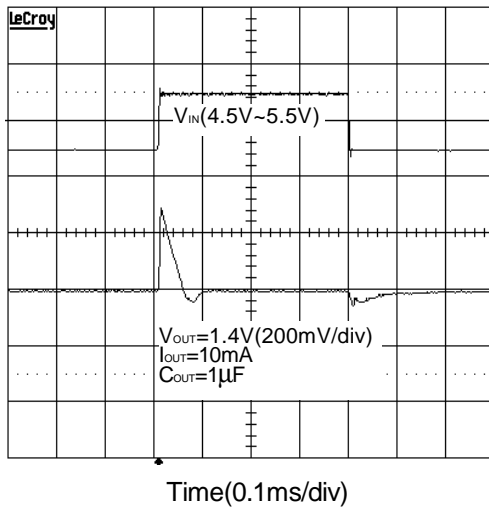 LeCroy
VIN(4.5V~5.5V)
VOUT=1.4V(200mV/div)
IOUT=10mA
COUT=1μF
Time(0.1ms/div)